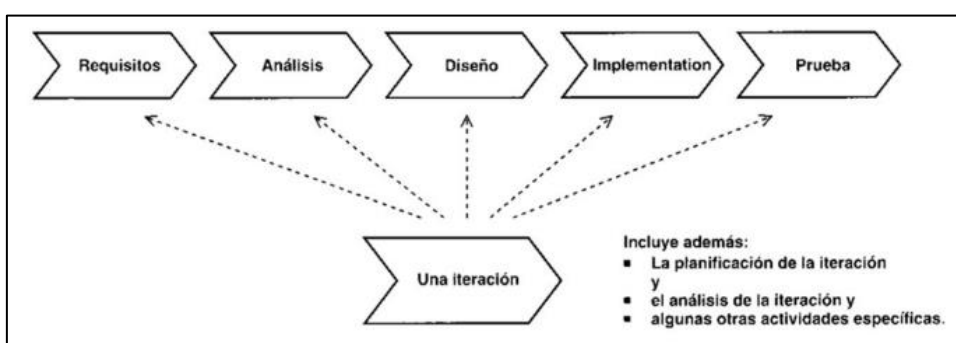 Requisitos
Análisis
Diseño
Implementation
Prueba
Una iteración
Incluye además:
▪ La planificación de la iteración
y
▪ el análisis de la iteración y
▪ algunas otras actividades específicas.